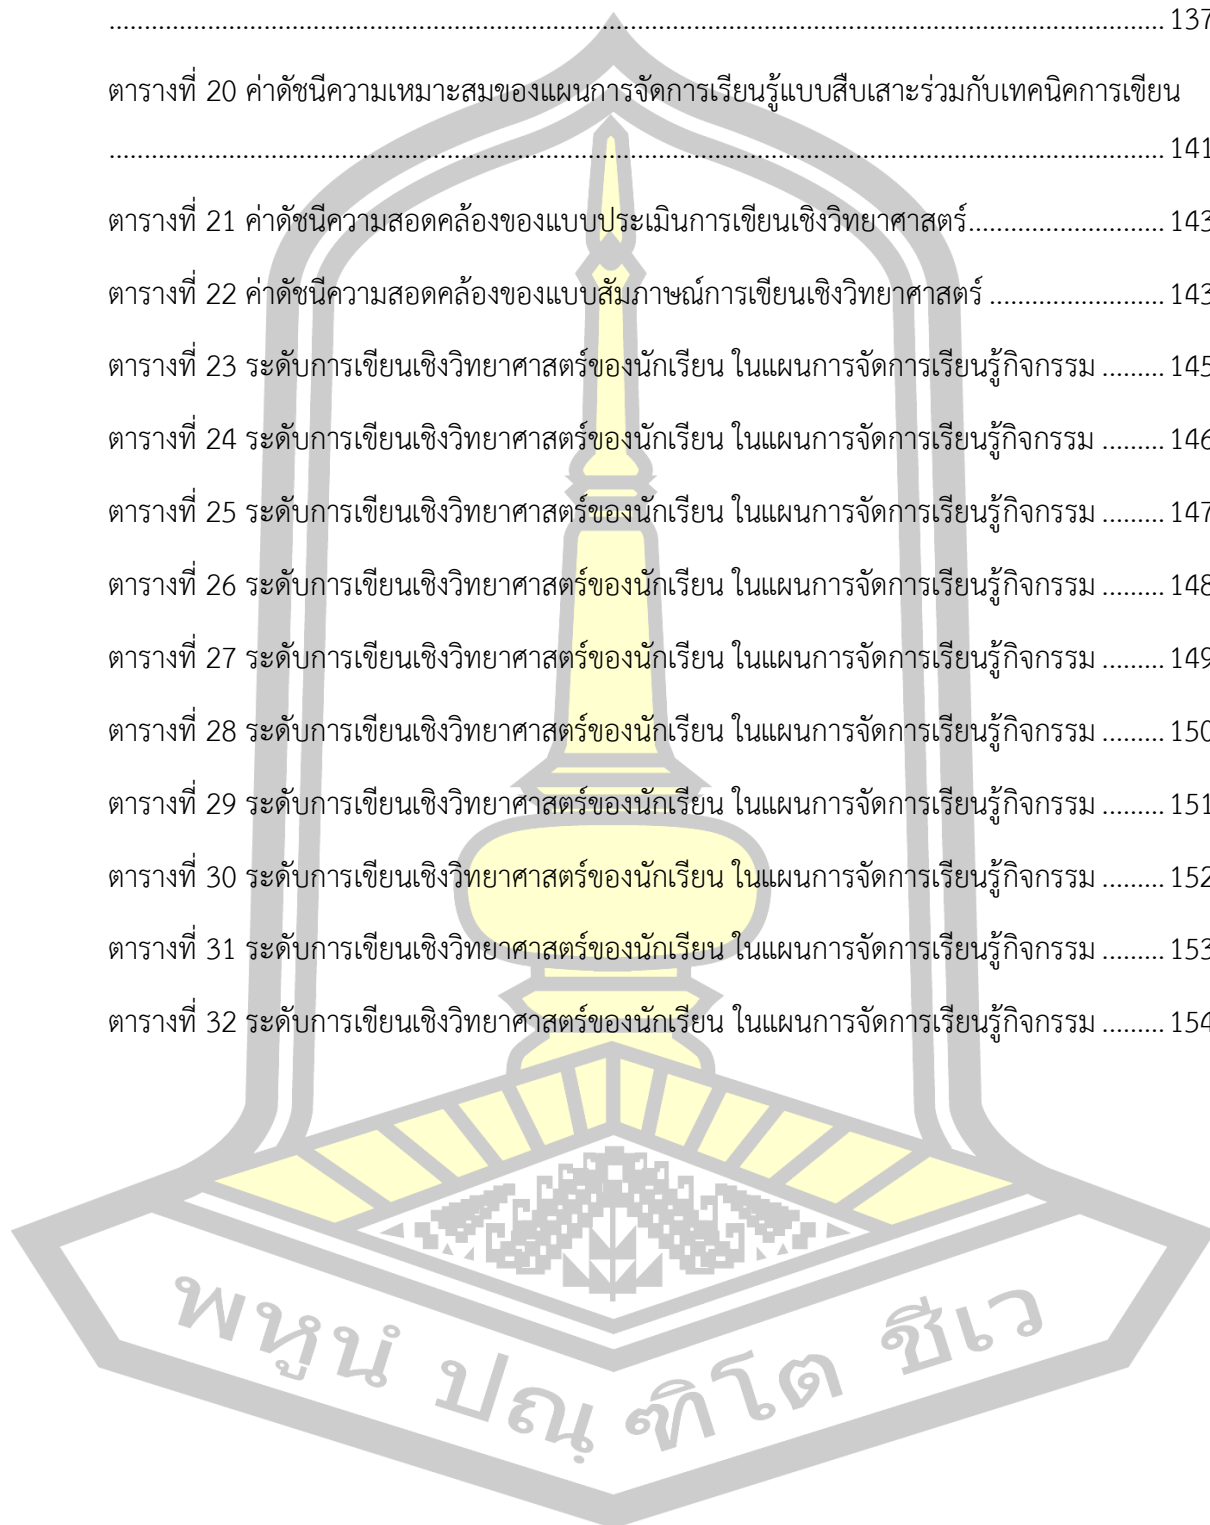 ........................................................................................................................................................ 137
ตารางที่ 20 ค่าดัชนีความเหมาะสมของแผนการจัดการเรียนรู้แบบสืบเสาะร่วมกับเทคนิคการเขียน
........................................................................................................................................................ 141
ตารางที่ 21 ค่าดัชนีความสอดคล้องของแบบประเมินการเขียนเชิงวิทยาศาสตร์............................ 143
ตารางที่ 22 ค่าดัชนีความสอดคล้องของแบบสัมภาษณ์การเขียนเชิงวิทยาศาสตร์ ......................... 143
ตารางที่ 23 ระดับการเขียนเชิงวิทยาศาสตร์ของนักเรียน ในแผนการจัดการเรียนรู้กิจกรรม ......... 145
ตารางที่ 24 ระดับการเขียนเชิงวิทยาศาสตร์ของนักเรียน ในแผนการจัดการเรียนรู้กิจกรรม ......... 146
ตารางที่ 25 ระดับการเขียนเชิงวิทยาศาสตร์ของนักเรียน ในแผนการจัดการเรียนรู้กิจกรรม ......... 147
ตารางที่ 26 ระดับการเขียนเชิงวิทยาศาสตร์ของนักเรียน ในแผนการจัดการเรียนรู้กิจกรรม ......... 148
ตารางที่ 27 ระดับการเขียนเชิงวิทยาศาสตร์ของนักเรียน ในแผนการจัดการเรียนรู้กิจกรรม ......... 149
ตารางที่ 28 ระดับการเขียนเชิงวิทยาศาสตร์ของนักเรียน ในแผนการจัดการเรียนรู้กิจกรรม ......... 150
ตารางที่ 29 ระดับการเขียนเชิงวิทยาศาสตร์ของนักเรียน ในแผนการจัดการเรียนรู้กิจกรรม ......... 151
ตารางที่ 30 ระดับการเขียนเชิงวิทยาศาสตร์ของนักเรียน ในแผนการจัดการเรียนรู้กิจกรรม ......... 152
ตารางที่ 31 ระดับการเขียนเชิงวิทยาศาสตร์ของนักเรียน ในแผนการจัดการเรียนรู้กิจกรรม ......... 153
ตารางที่ 32 ระดับการเขียนเชิงวิทยาศาสตร์ของนักเรียน ในแผนการจัดการเรียนรู้กิจกรรม ......... 154
พหูนํ ปณฺฑิโต ชีเว